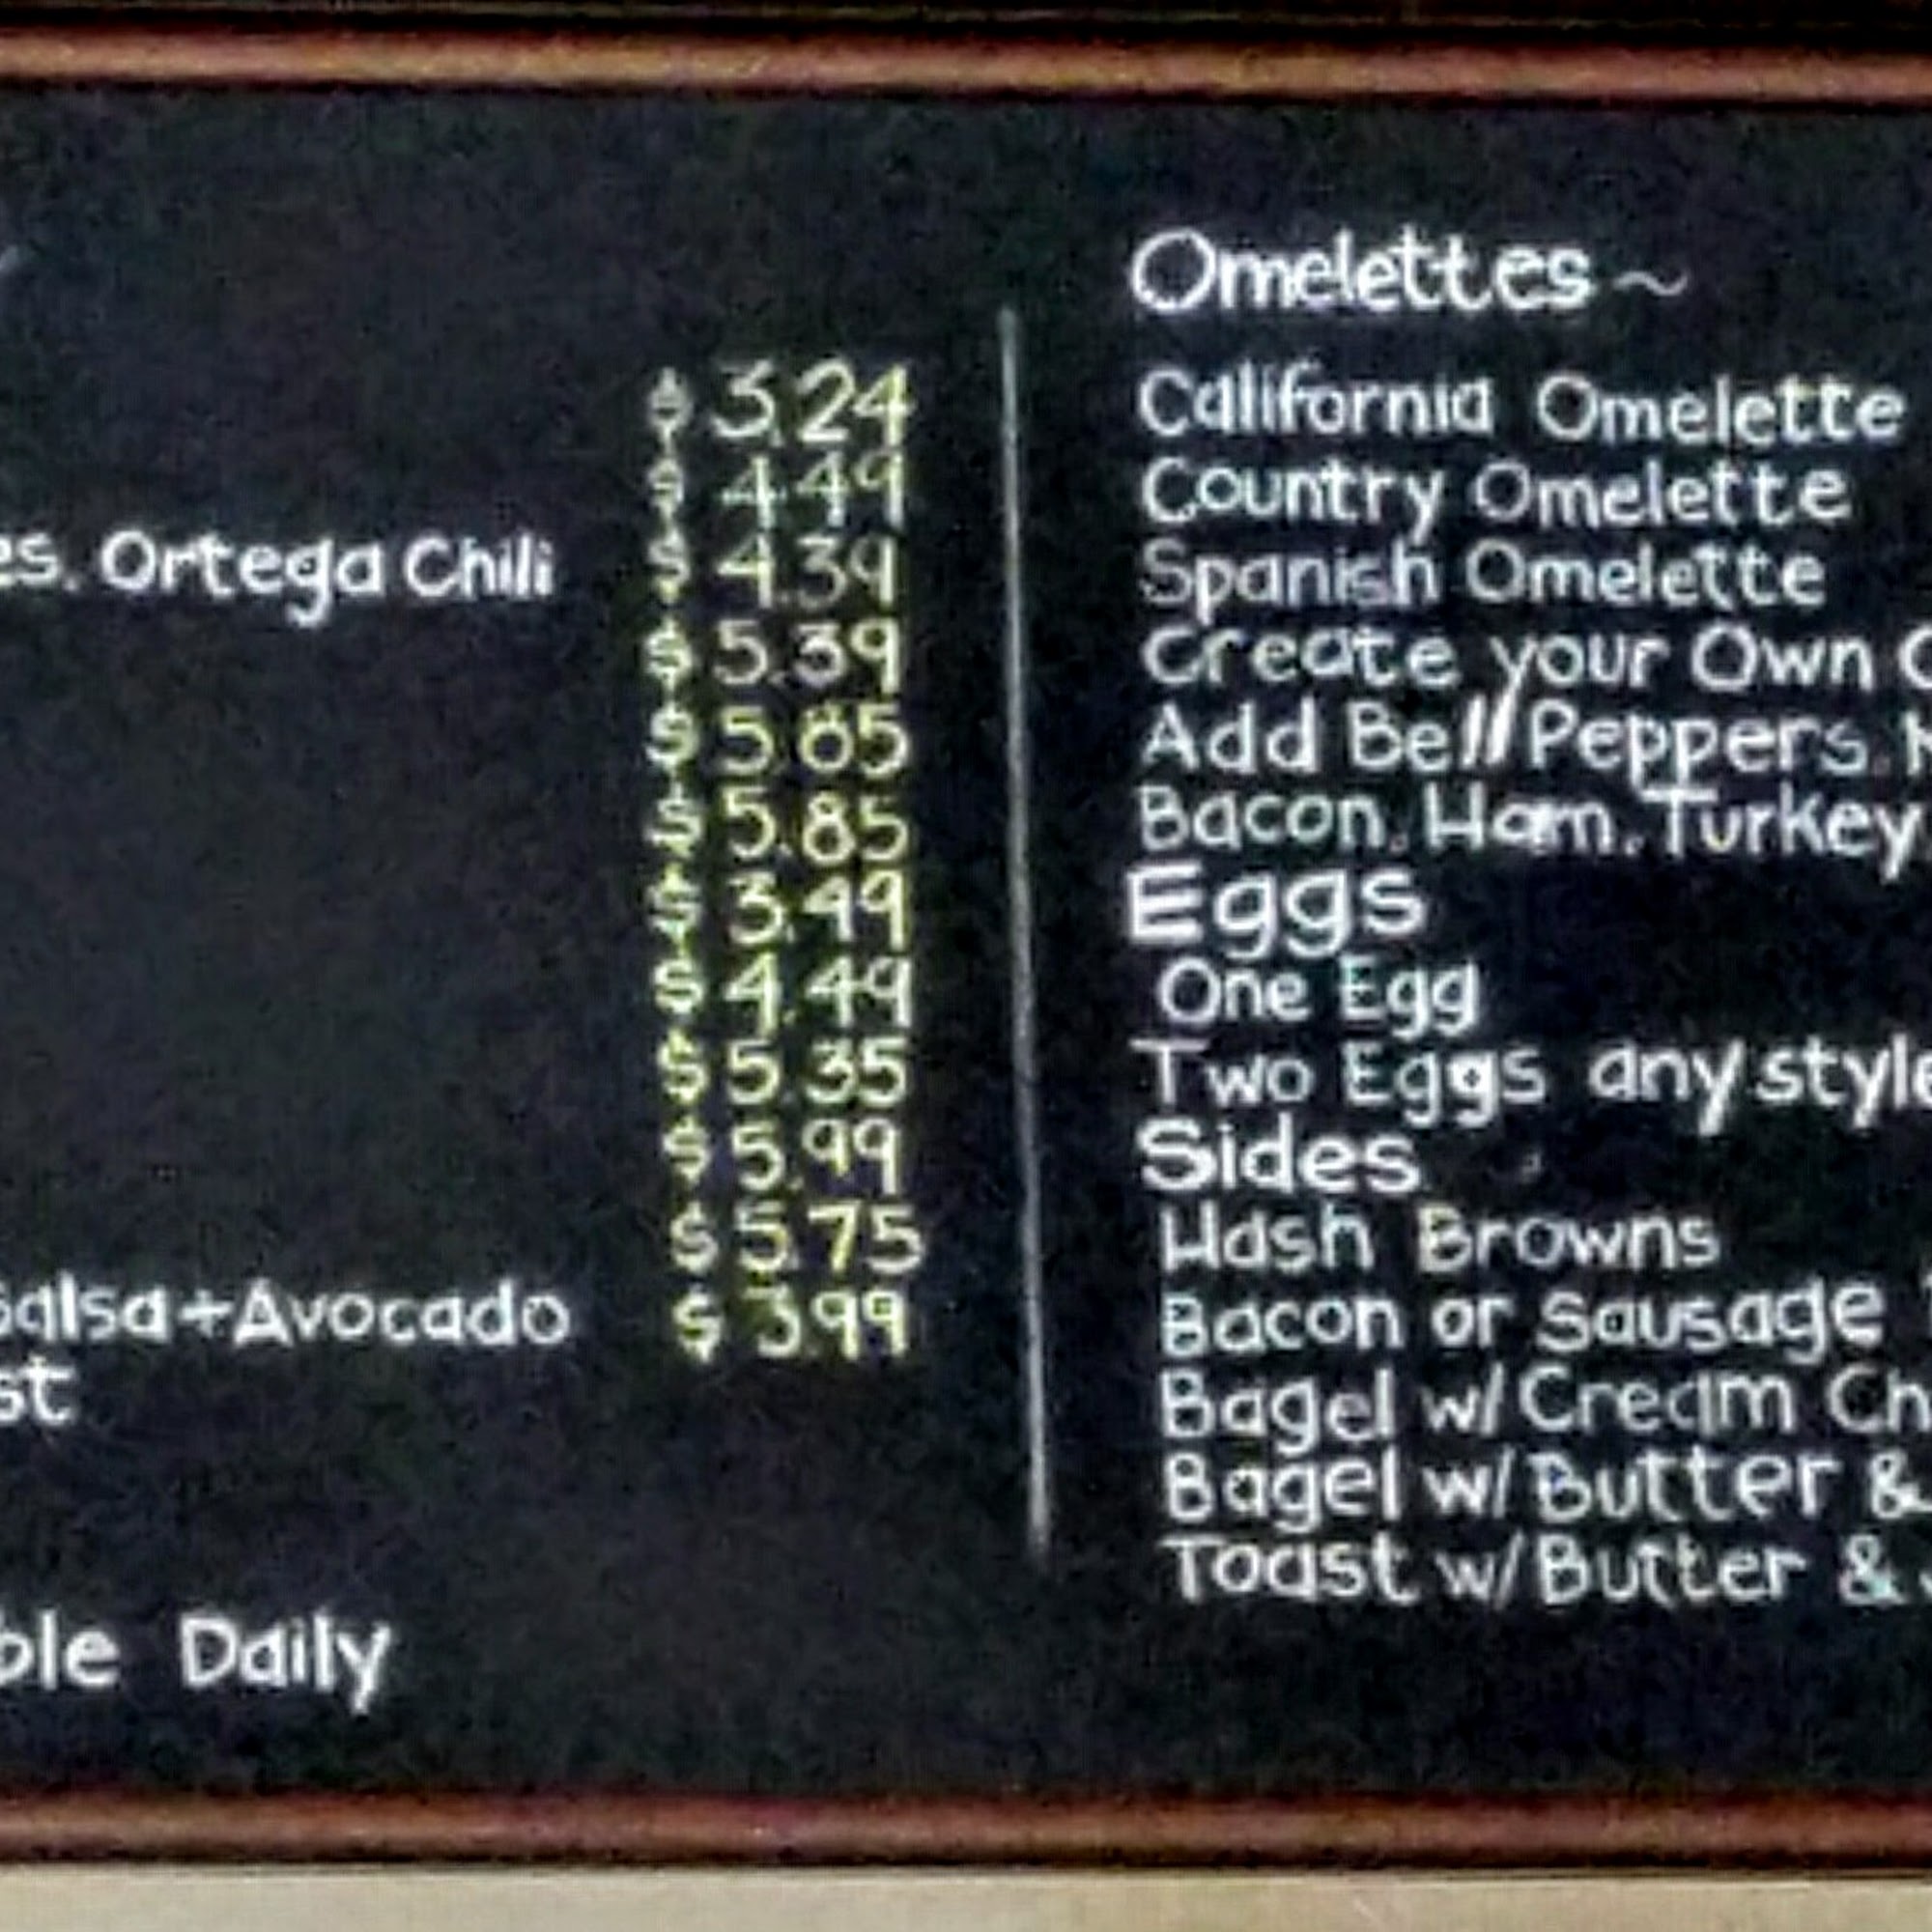 es. Ortega Chili
Salsa+Avocado
st
ble Daily
$ 3.24
$ 4.49
$ 4.39
$ 5.39
$ 5.85
$ 5.85
$ 3.49
$ 4.49
$ 5.35
$ 5.99
$ 5.75
$ 3.99
Omelettes ~
California Omelette
Country Omelette
Spanish Omelette
Create your Own
Add Bell Peppers.
Bacon. Ham. Turkey
Eggs
One Egg
Two Eggs any style
Sides
Hash Browns
Bacon or Sausage
Bagel w/ Cream Ch
Bagel w/ Butter &
Toast w/ Butter &